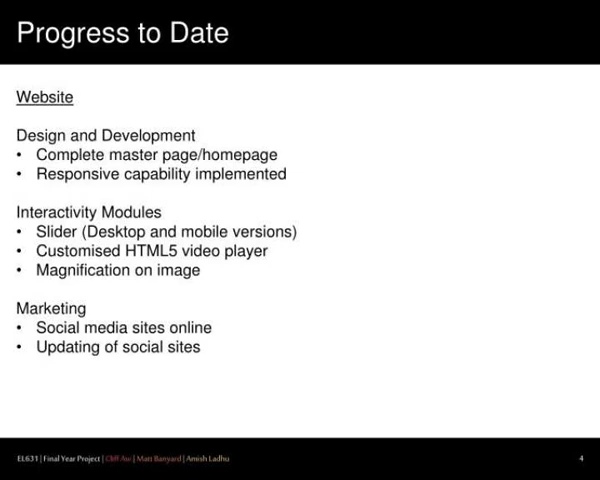 Progress to Date
Website
Design and Development
• Complete master page/homepage
• Responsive capability implemented
Interactivity Modules
• Slider (Desktop and mobile versions)
• Customised HTML5 video player
• Magnification on image
Marketing
• Social media sites online
• Updating of social sites
EL631 | Final Year Project | Cliff | Matt Banyard | Amish Ladhu
4